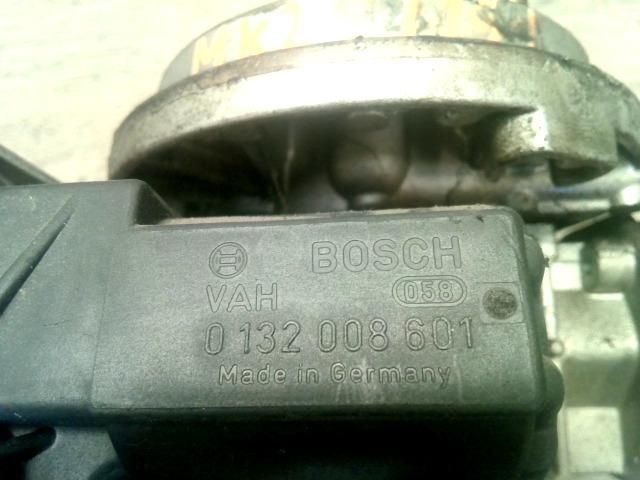 BOSCH
VAH 058
0 132 008 601
Made in Germany